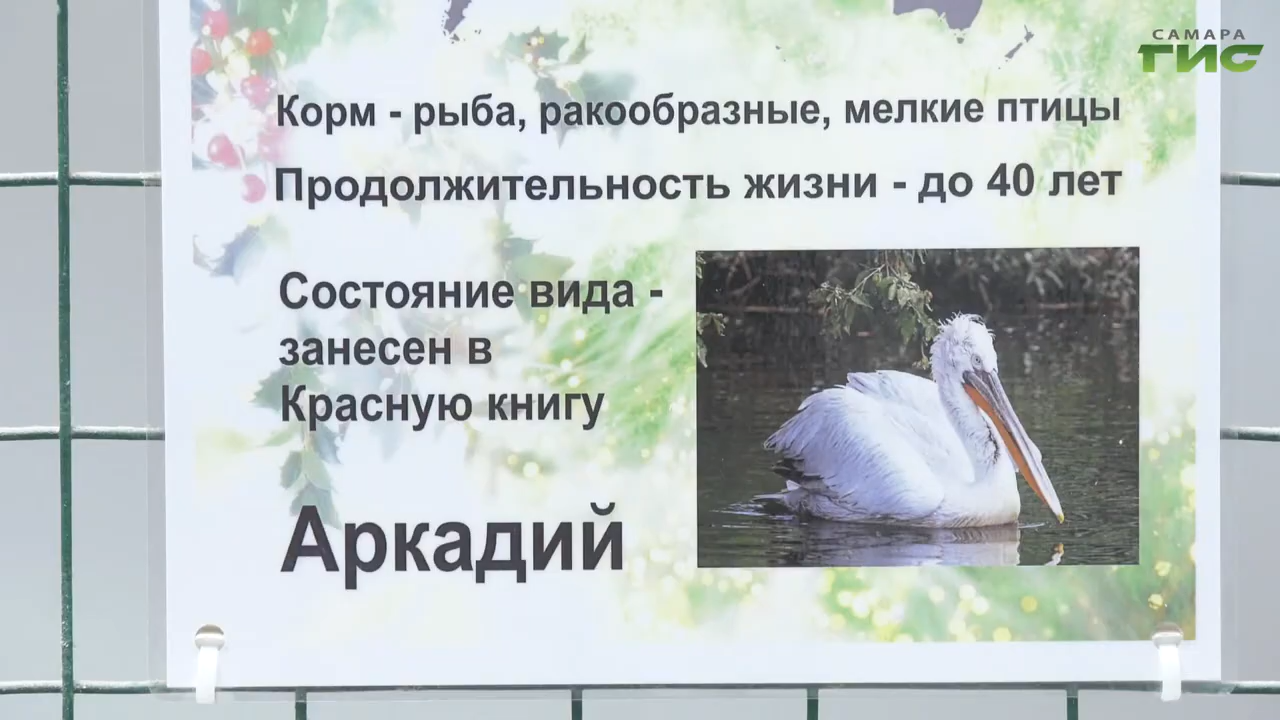 САМАРА
ГИС
Корм - рыба, ракообразные, мелкие птицы
Продолжительность жизни - до 40 лет
Состояние вида -
занесен в
Красную книгу
Аркадий